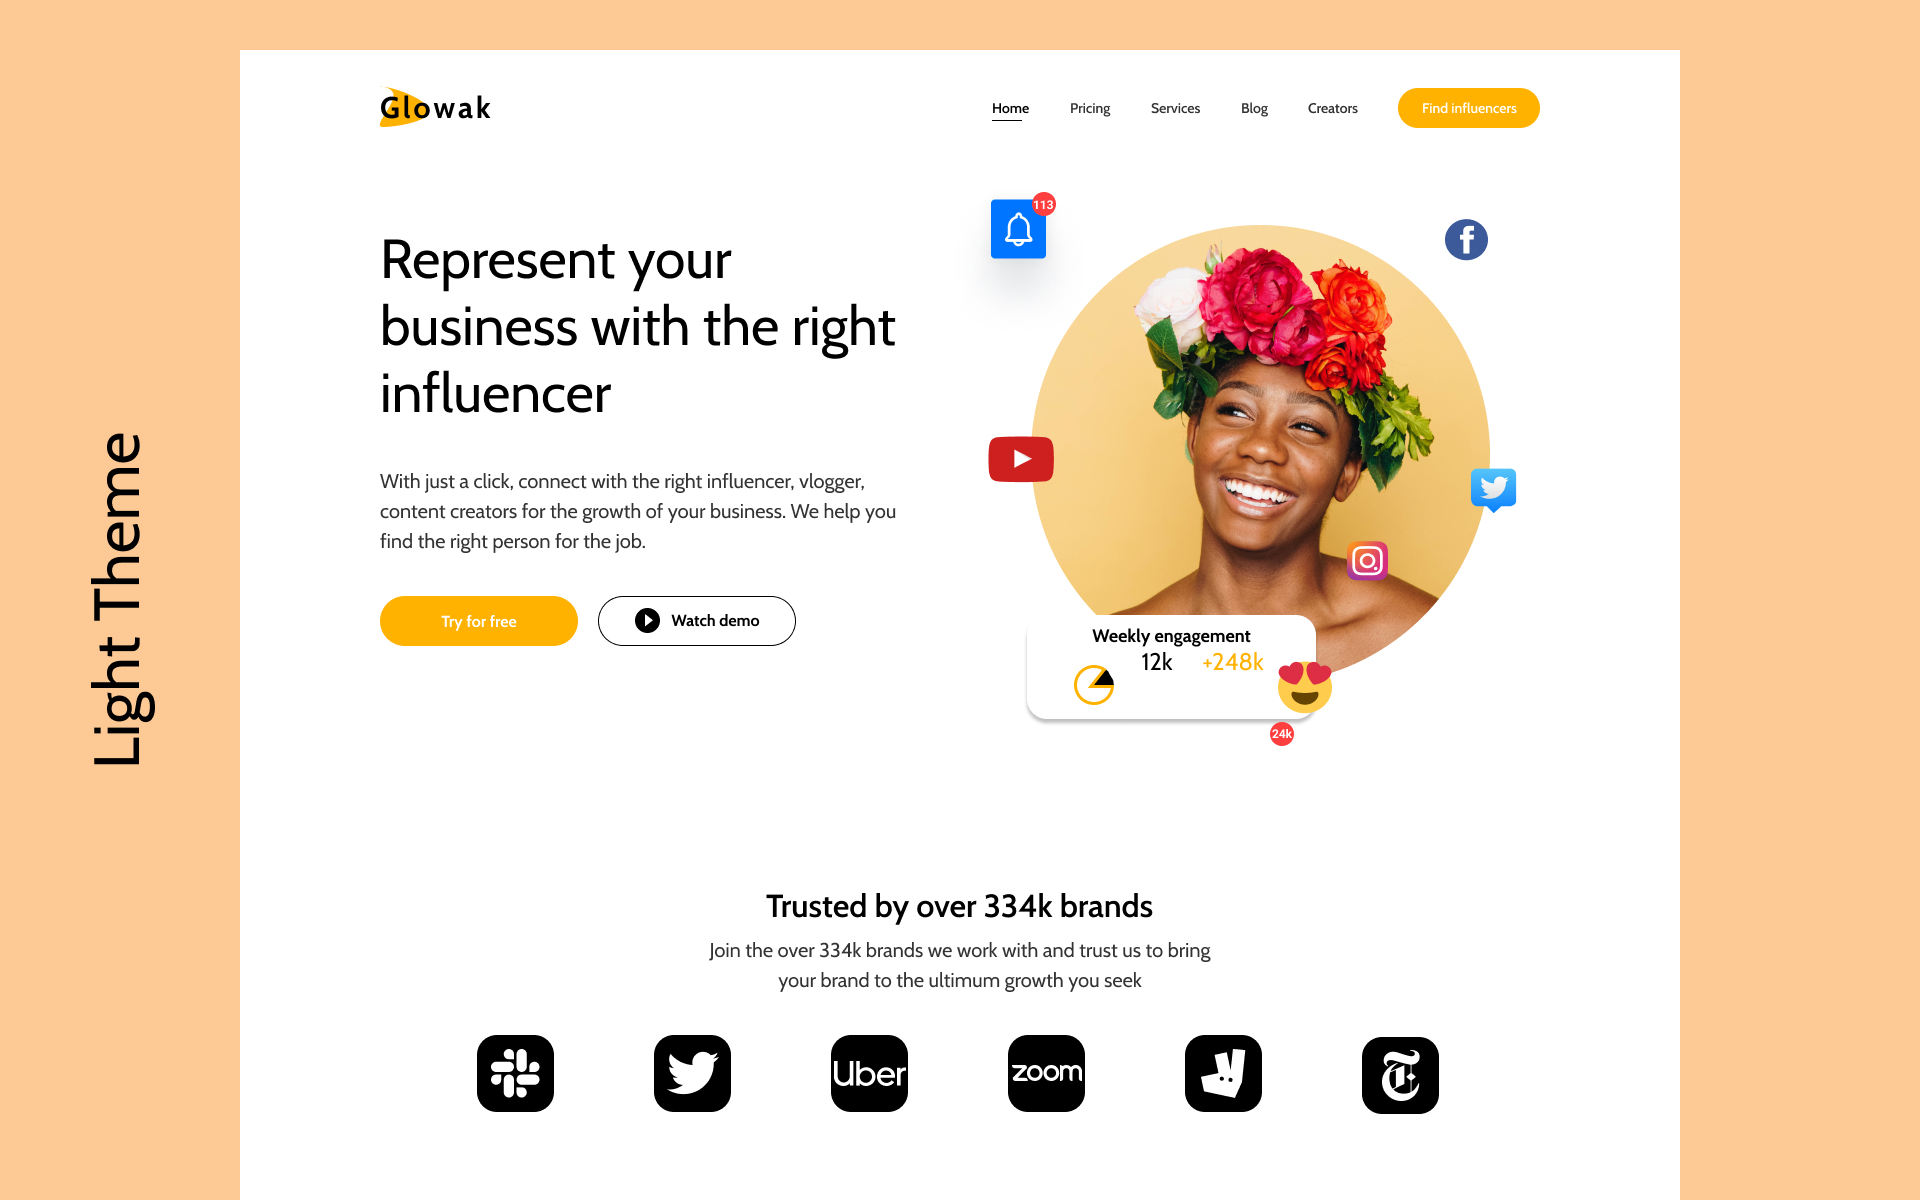 Light Theme
Glowak
Home
Pricing
Services
Blog
Creators
Find influencers
113
Represent your
business with the right
influencer
With just a click, connect with the right influencer, vlogger,
content creators for the growth of your business. We help you
find the right person for the job.
Try for free
Watch demo
Weekly engagement
12k
+248k
24k
Trusted by over 334k brands
Join the over 334k brands we work with and trust us to bring
your brand to the ultimum growth you seek
Uber
zoom